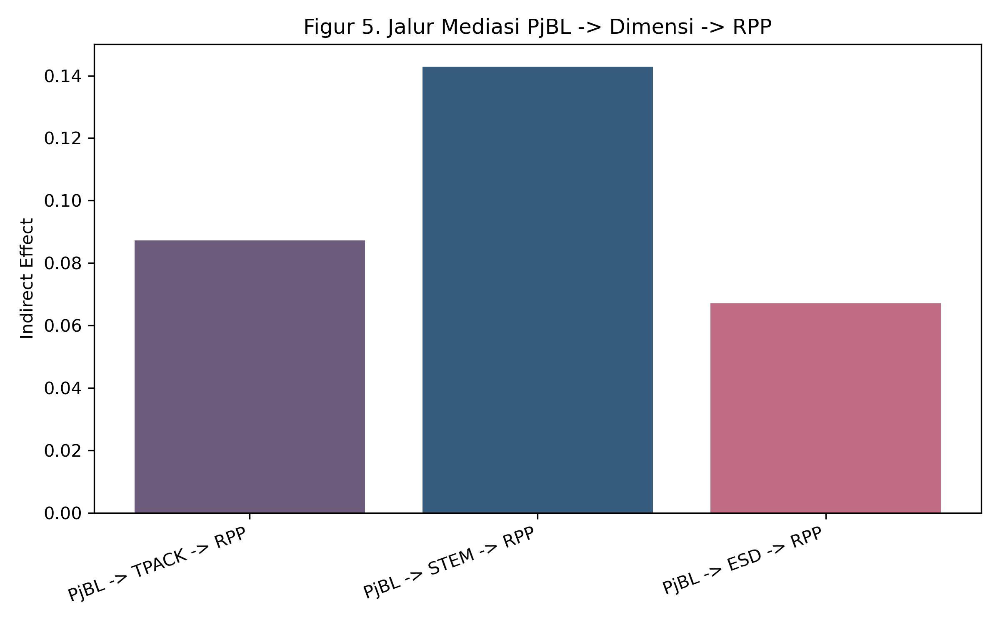 Figur 5. Jalur Mediasi PjBL -> Dimensi -> RPP
Indirect Effect
0.14
0.12
0.10
0.08
0.06
0.04
0.02
0.00
PjBL -> TPACK -> RPP
PjBL -> STEM -> RPP
PjBL -> ESD -> RPP